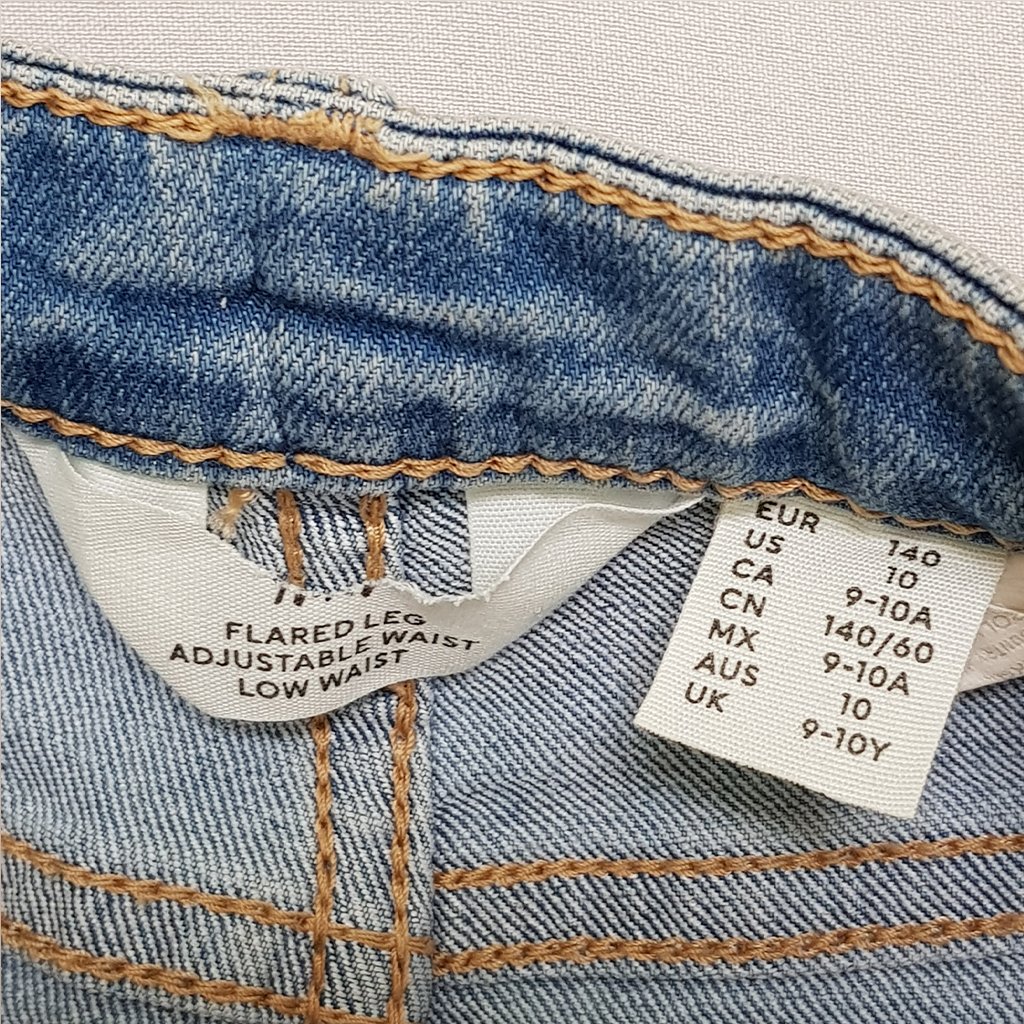 FLARED LEG
ADJUSTABLE WAIST
LOW WAIST
EUR 140
US 10
CA 9-10A
CN 140/60
MX 9-10A
AUS 10
UK 9-10Y